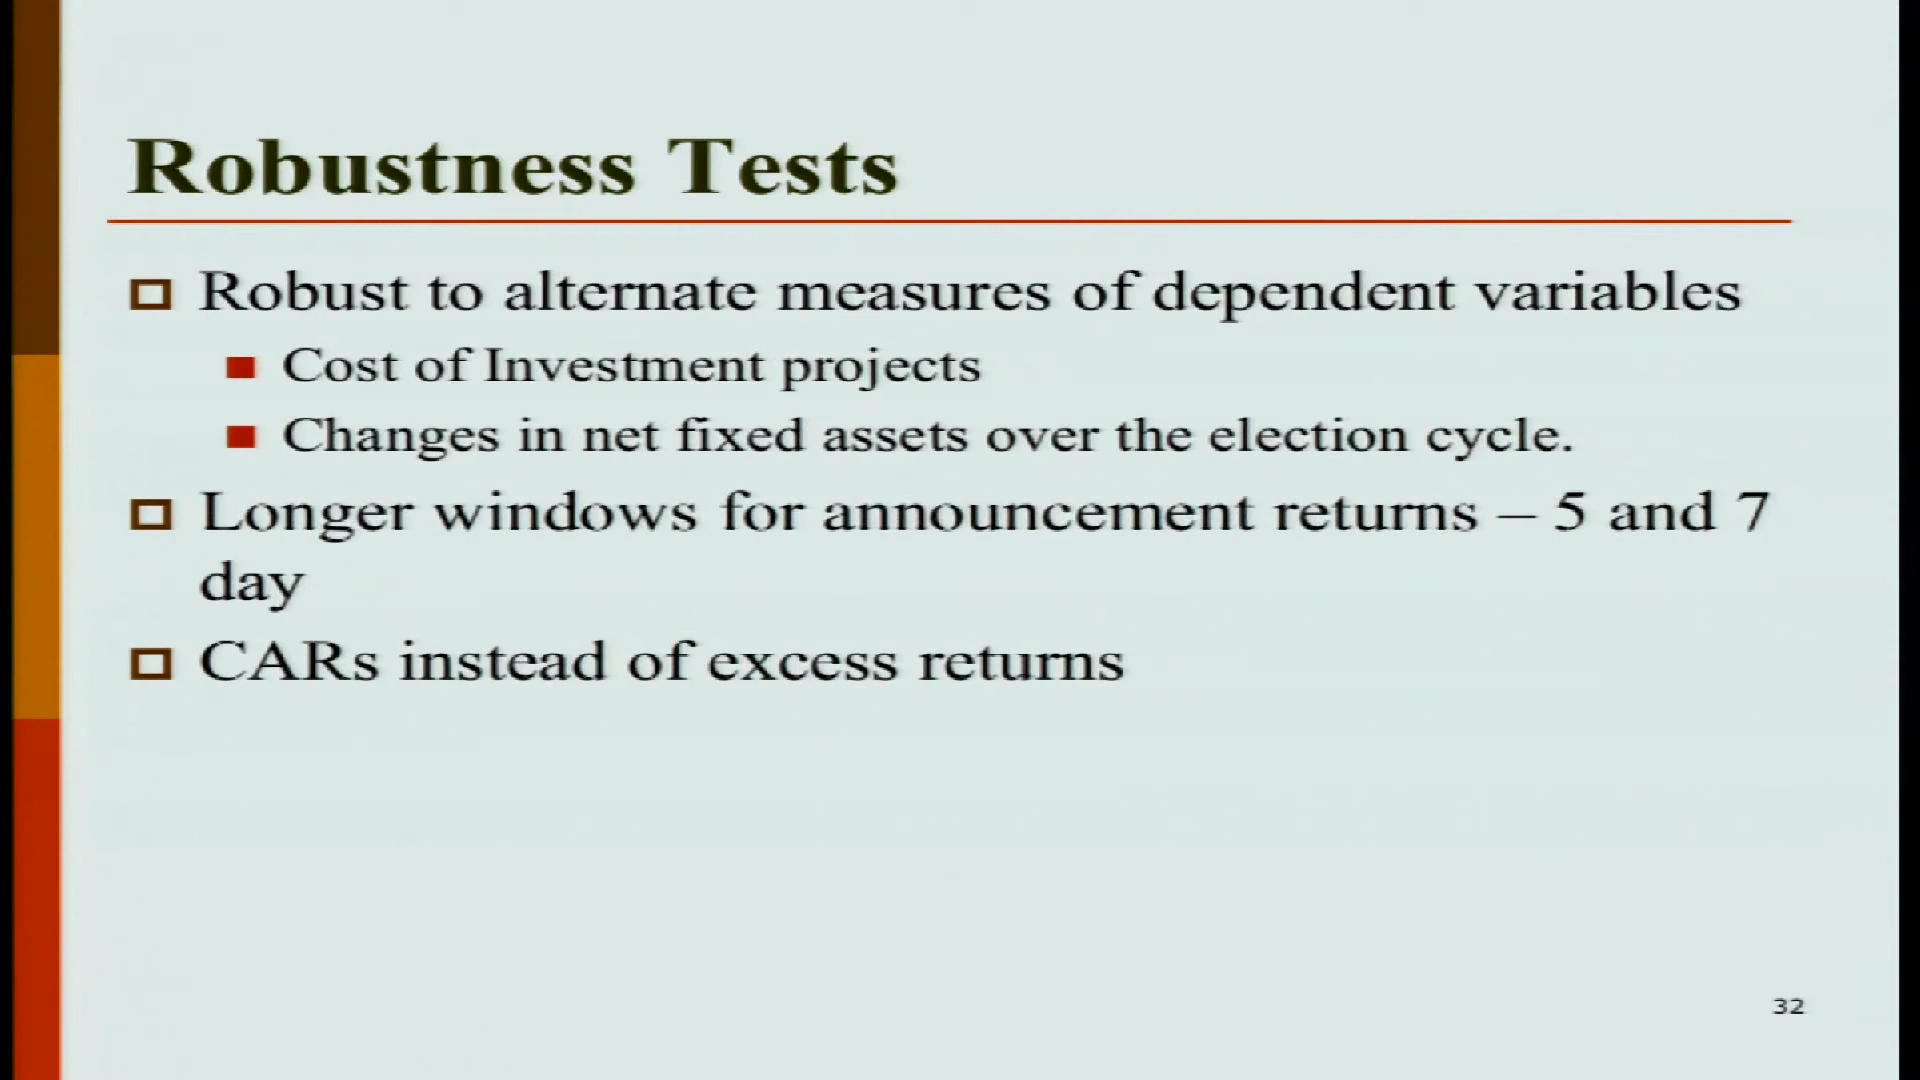 Robustness Tests
Robust to alternate measures of dependent variables
Cost of Investment projects
Changes in net fixed assets over the election cycle.
Longer windows for announcement returns – 5 and 7
day
CARs instead of excess returns
32